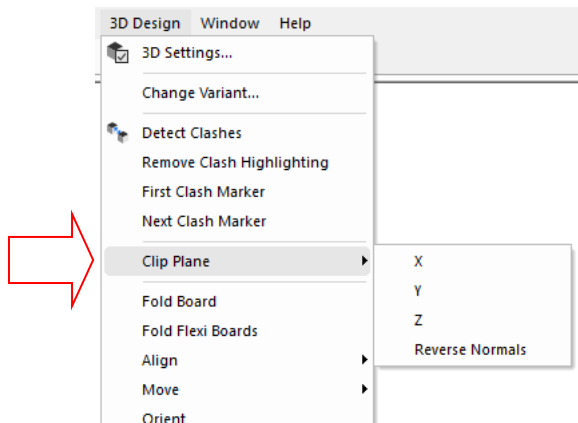 3D Design Window Help
3D Settings...
Change Variant...
Detect Clashes
Remove Clash Highlighting
First Clash Marker
Next Clash Marker
Clip Plane
X
Y
Z
Reverse Normals
Fold Board
Fold Flexi Boards
Align
Move
Orient